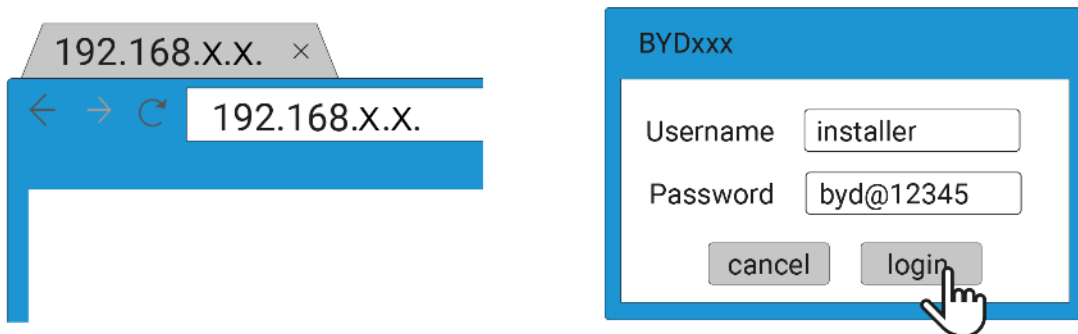 192.168.x.x. ×
192.168.x.x.
BYDxxx
Username installer
Password byd@12345
cancel login